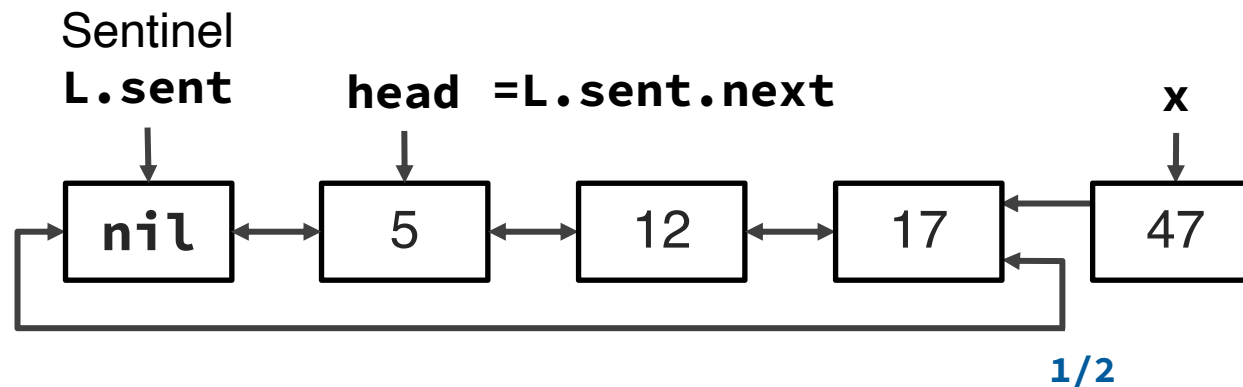 Sentinel
L.sent
head =L.sent.next
x
nil
5
12
17
47
1/2